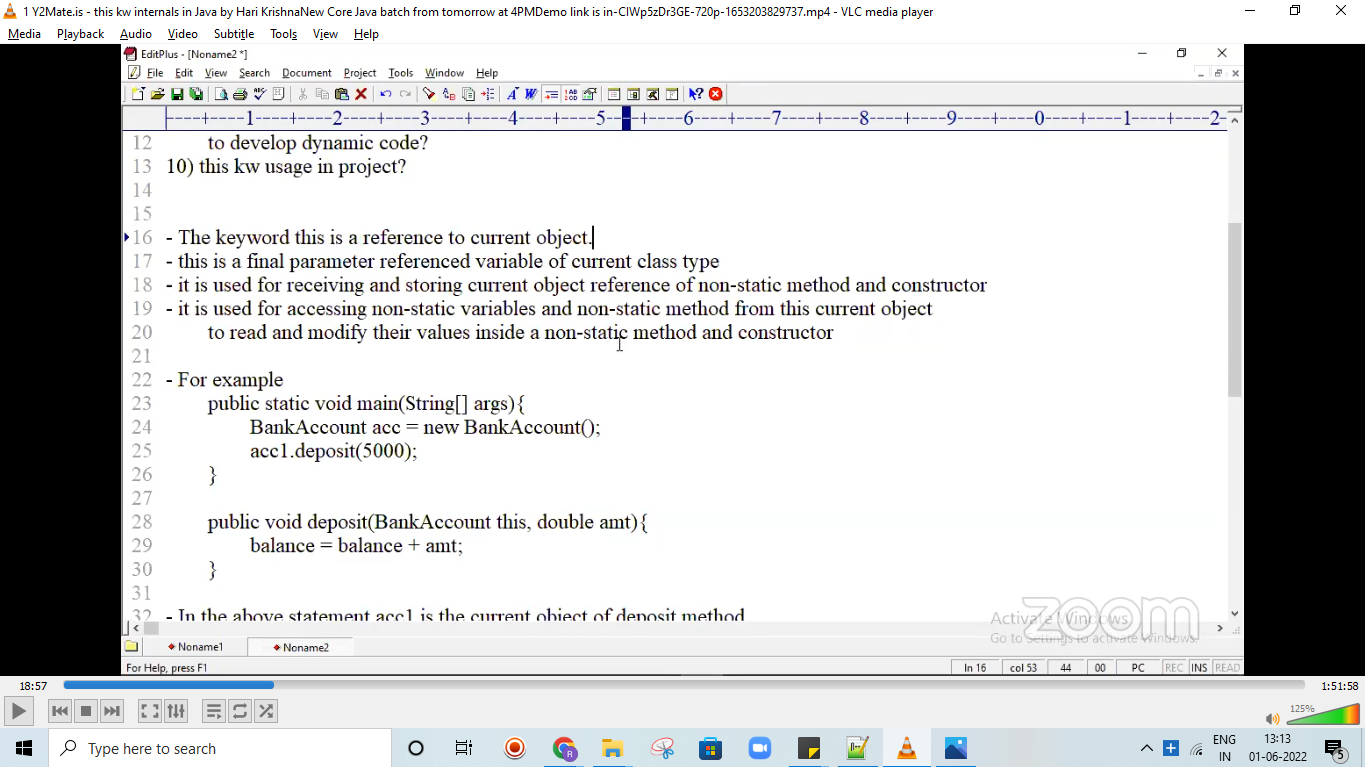 1 Y2Mate.is - this kw internals in Java by Hari KrishnaNew Core Java batch from tomorrow at 4PMDemo link is in-ClWp5zDr3GE-720p-1653203829737.mp4 - VLC media player
Media Playback Audio Video Subtitle Tools View Help
EditPlus - [Noname2 *]
File Edit View Search Document Project Tools Window Help
----+----1----+----2----+----3----+----4----+----5----+----6----+----7----+----8----+----9----+----0----+----1----+----2-
12 to develop dynamic code?
13 10) this kw usage in project?
14
15
16 - The keyword this is a reference to current object.
17 - this is a final parameter referenced variable of current class type
18 - it is used for receiving and storing current object reference of non-static method and constructor
19 - it is used for accessing non-static variables and non-static method from this current object
20 to read and modify their values inside a non-static method and constructor
21
22 - For example
23 public static void main(String[] args){
24 BankAccount acc = new BankAccount();
25 acc1.deposit(5000);
26 }
27
28 public void deposit(BankAccount this, double amt){
29 balance = balance + amt;
30 }
31
32 - In the above statement acc1 is the current object of deposit method
zoom
Activate Windows
Go to Settings to activate Windows.
Noname1 Noname2
For Help, press F1 ln 16 col 53 44 00 PC REC INS READ
18:57 1:51:58
125%
Type here to search
ENG 13:13
IN 01-06-2022 5